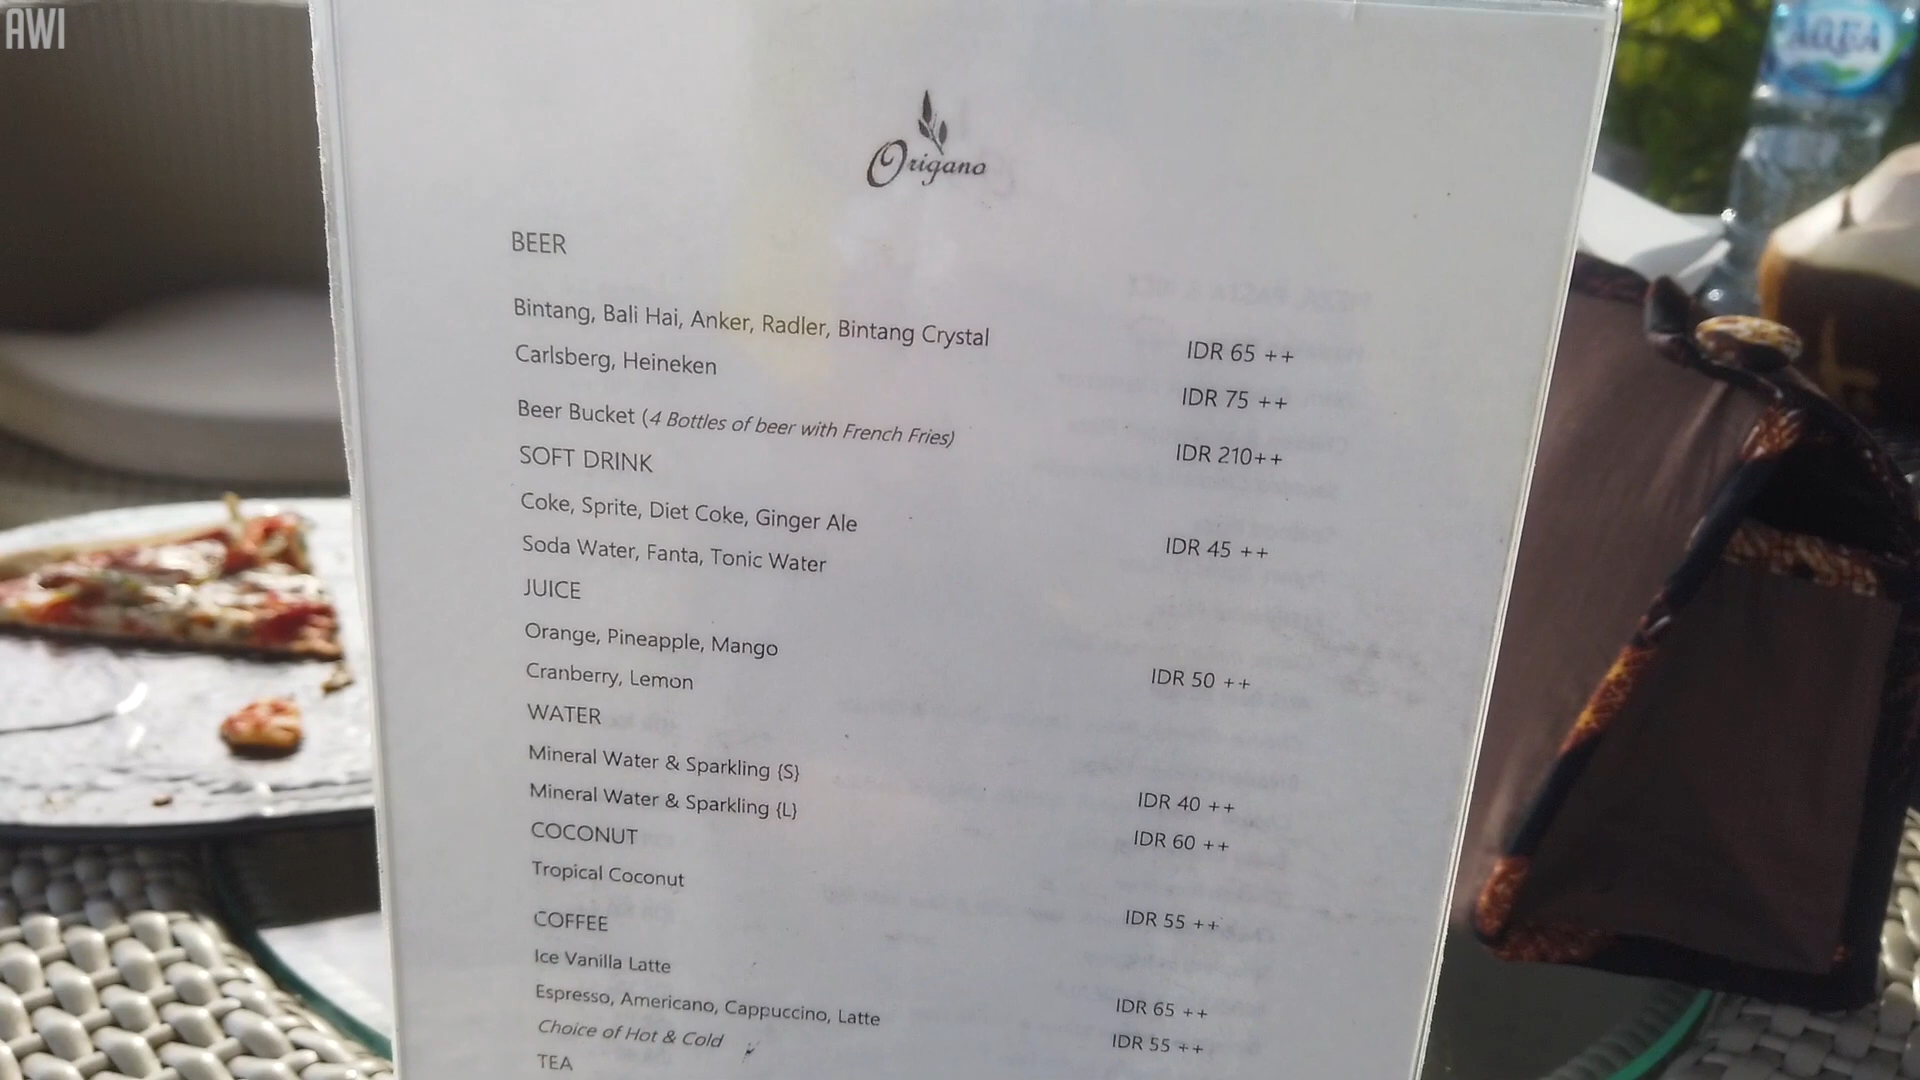 AWI
AQUA
Origano
BEER
Bintang, Bali Hai, Anker, Radler, Bintang Crystal IDR 65 ++
Carlsberg, Heineken IDR 75 ++
Beer Bucket (4 Bottles of beer with French Fries) IDR 210++
SOFT DRINK
Coke, Sprite, Diet Coke, Ginger Ale IDR 45 ++
Soda Water, Fanta, Tonic Water
JUICE
Orange, Pineapple, Mango IDR 50 ++
Cranberry, Lemon
WATER
Mineral Water & Sparkling {S} IDR 40 ++
Mineral Water & Sparkling {L} IDR 60 ++
COCONUT
Tropical Coconut IDR 55 ++
COFFEE
Ice Vanilla Latte IDR 65 ++
Espresso, Americano, Cappuccino, Latte IDR 55 ++
Choice of Hot & Cold
TEA